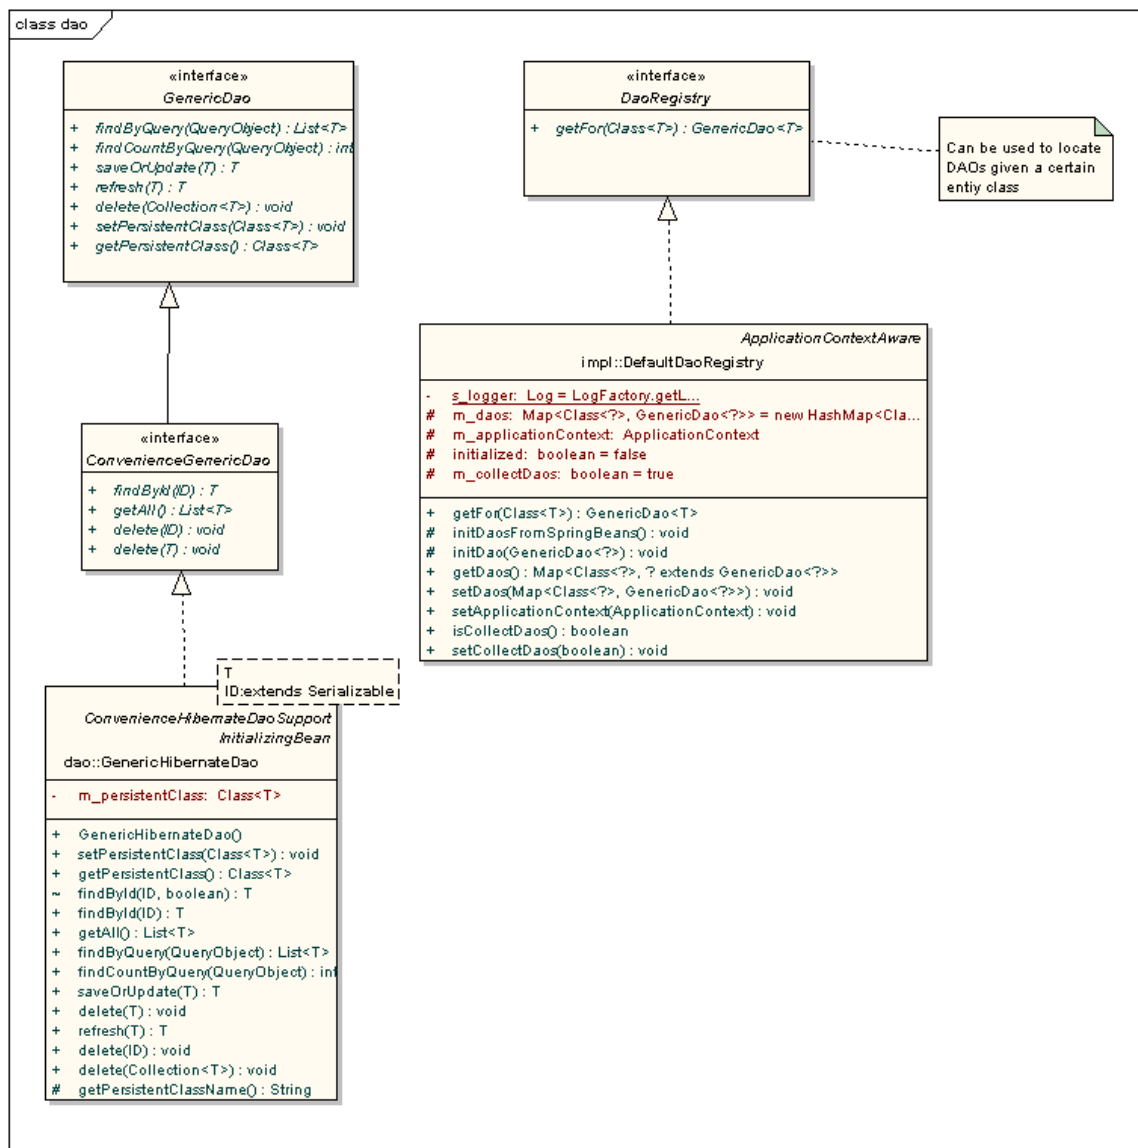 class dao
«interface»
GenericDao
+ findByQuery(QueryObject) : List<T>
+ findCountByQuery(QueryObject) : int
+ saveOrUpdate(T) : T
+ refresh(T) : T
+ delete(Collection<T>) : void
+ setPersistentClass(Class<T>) : void
+ getPersistentClass() : Class<T>
«interface»
DaoRegistry
+ getFor(Class<T>) : GenericDao<T>
Can be used to locate
DAOs given a certain
entiy class
ApplicationContextAware
impl::DefaultDaoRegistry
- s_logger: Log = LogFactory.getL...
# m_daos: Map<Class<?>, GenericDao<?>> = new HashMap<Cla...
# m_applicationContext: ApplicationContext
# initialized: boolean = false
# m_collectDaos: boolean = true
+ getFor(Class<T>) : GenericDao<T>
# initDaosFromSpringBeans() : void
# initDao(GenericDao<?>) : void
+ getDaos() : Map<Class<?>, ? extends GenericDao<?>>
+ setDaos(Map<Class<?>, GenericDao<?>>) : void
+ setApplicationContext(ApplicationContext) : void
+ isCollectDaos() : boolean
+ setCollectDaos(boolean) : void
«interface»
ConvenienceGenericDao
+ findById(ID) : T
+ getAll() : List<T>
+ delete(ID) : void
+ delete(T) : void
T
ID:extends Serializable
ConvenienceHibernateDaoSupport
InitializingBean
dao::GenericHibernateDao
- m_persistentClass: Class<T>
+ GenericHibernateDao()
+ setPersistentClass(Class<T>) : void
+ getPersistentClass() : Class<T>
~ findById(ID, boolean) : T
+ findById(ID) : T
+ getAll() : List<T>
+ findByQuery(QueryObject) : List<T>
+ findCountByQuery(QueryObject) : int
+ saveOrUpdate(T) : T
+ delete(T) : void
+ refresh(T) : T
+ delete(ID) : void
+ delete(Collection<T>) : void
# getPersistentClassName() : String